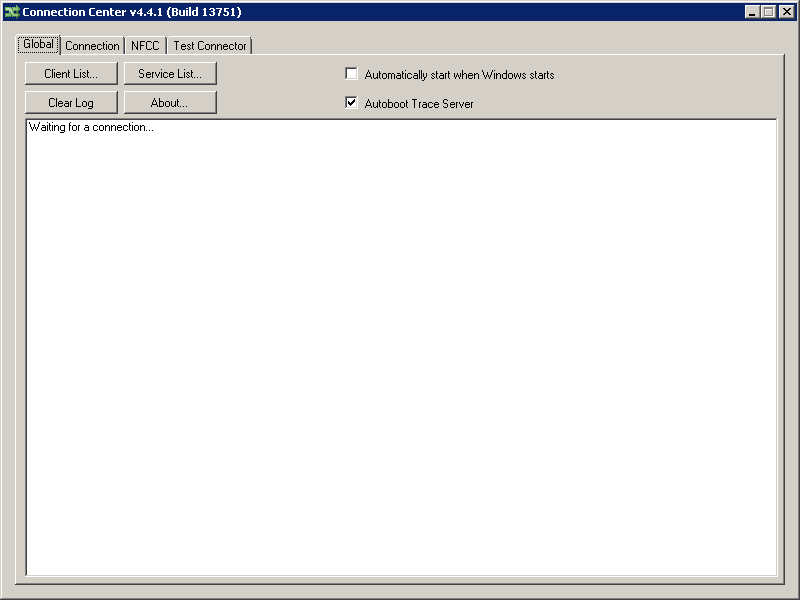 Connection Center v4.4.1 (Build 13751)
Global Connection NFCC Test Connector
Client List... Service List... Automatically start when Windows starts
Clear Log About... Autoboot Trace Server
Waiting for a connection...